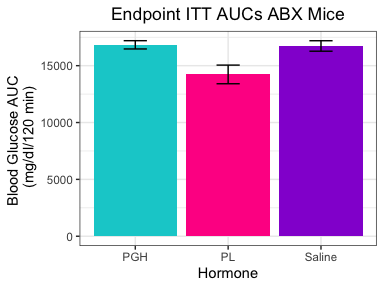 Endpoint ITT AUCs ABX Mice
Blood Glucose AUC
(mg/dl/120 min)
15000
10000
5000
0
PGH
PL
Saline
Hormone